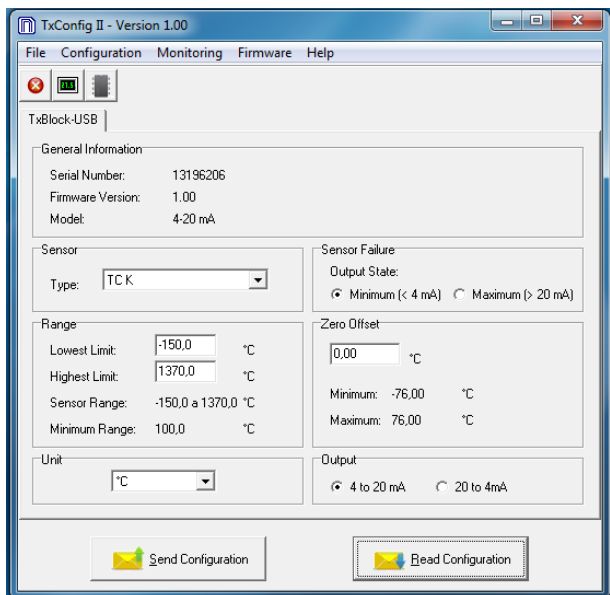 TxConfig II - Version 1.00
File Configuration Monitoring Firmware Help
TxBlock-USB
General Information
Serial Number: 13196206
Firmware Version: 1.00
Model: 4-20 mA
Sensor
Type: TC K
Sensor Failure
Output State:
Minimum (< 4 mA) Maximum (> 20 mA)
Range
Lowest Limit: -150,0 °C
Highest Limit: 1370,0 °C
Sensor Range: -150,0 a 1370,0 °C
Minimum Range: 100,0 °C
Zero Offset
0,00 °C
Minimum: -76,00 °C
Maximum: 76,00 °C
Unit
°C
Output
4 to 20 mA 20 to 4mA
Send Configuration
Read Configuration